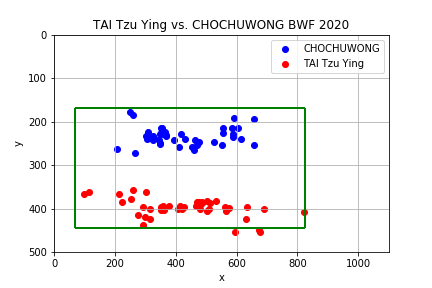 TAI Tzu Ying vs. CHOCHUWONG BWF 2020
CHOCHUWONG
TAI Tzu Ying
0
100
200
300
400
500
y
0 200 400 600 800 1000
x